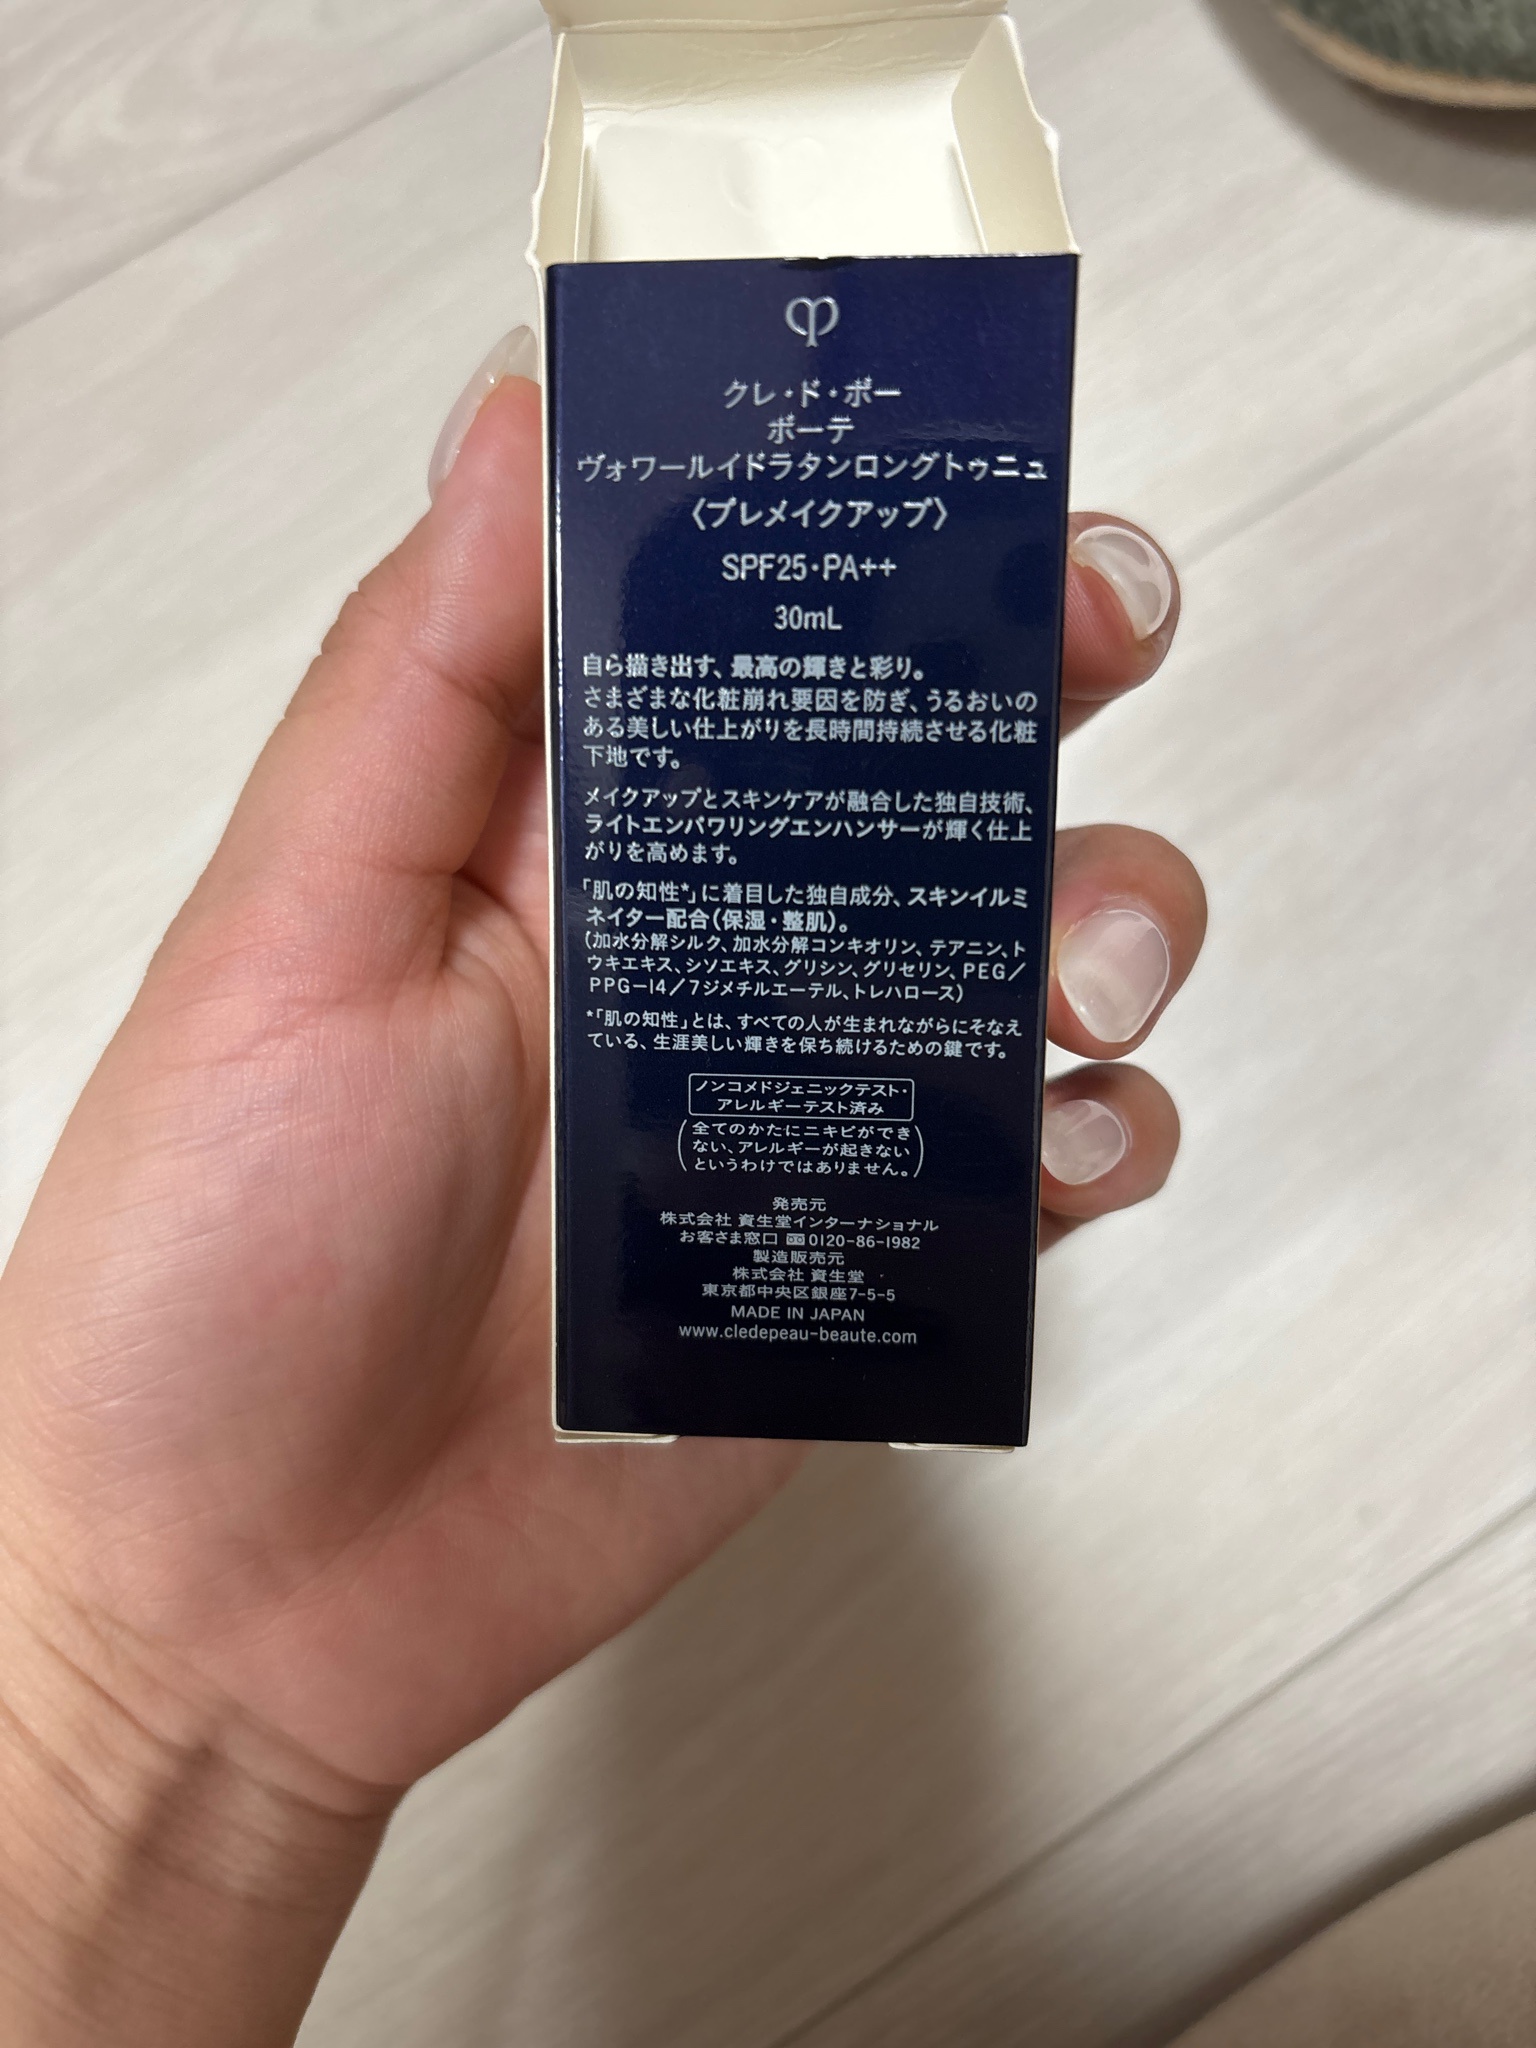 クレ・ド・ポー
ボーテ
ヴォワールイドラタンロングトゥニュ
〈プレメイクアップ〉
SPF25・PA++
30mL
自ら描き出す、最高の輝きと彩り。
さまざまな化粧崩れ要因を防ぎ、うるおいの
ある美しい仕上がりを長時間持続させる化粧
下地です。
メイクアップとスキンケアが融合した独自技術、
ライトエンパワリングエンハンサーが輝く仕上
がりを高めます。
「肌の知性*」に着目した独自成分、スキンイルミ
ネイター配合(保湿・整肌)。
(加水分解シルク、加水分解コンキオリン、テアニン、ト
ウキエキス、シソエキス、グリシン、グリセリン、PEG/
PPG-14/7ジメチルエーテル、トレハロース)
*「肌の知性」とは、すべての人が生まれながらにそなえ
ている、生涯美しい輝きを保ち続けるための鍵です。
ノンコメドジェニックテスト・
アレルギーテスト済み
(全てのかたにニキビができ
ない、アレルギーが起きない
というわけではありません。)
発売元
株式会社 資生堂インターナショナル
お客さま窓口 0120-86-1982
製造販売元
株式会社 資生堂
東京都中央区銀座7-5-5
MADE IN JAPAN
www.cledepeau-beaute.com